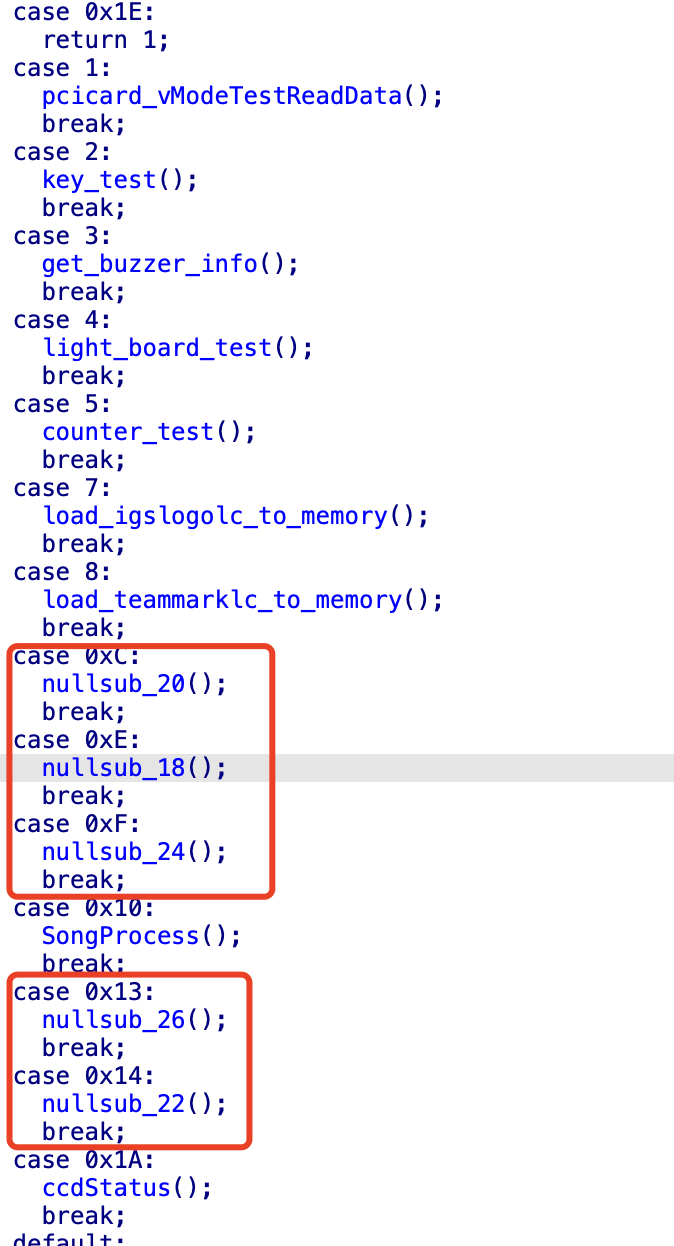 case 0x1E:
  return 1;
case 1:
  pcicard_vModeTestReadData();
  break;
case 2:
  key_test();
  break;
case 3:
  get_buzzer_info();
  break;
case 4:
  light_board_test();
  break;
case 5:
  counter_test();
  break;
case 7:
  load_igslogolc_to_memory();
  break;
case 8:
  load_teammarklc_to_memory();
  break;
case 0xC:
  nullsub_20();
  break;
case 0xE:
  nullsub_18();
  break;
case 0xF:
  nullsub_24();
  break;
case 0x10:
  SongProcess();
  break;
case 0x13:
  nullsub_26();
  break;
case 0x14:
  nullsub_22();
  break;
case 0x1A:
  ccdStatus();
  break;
default: